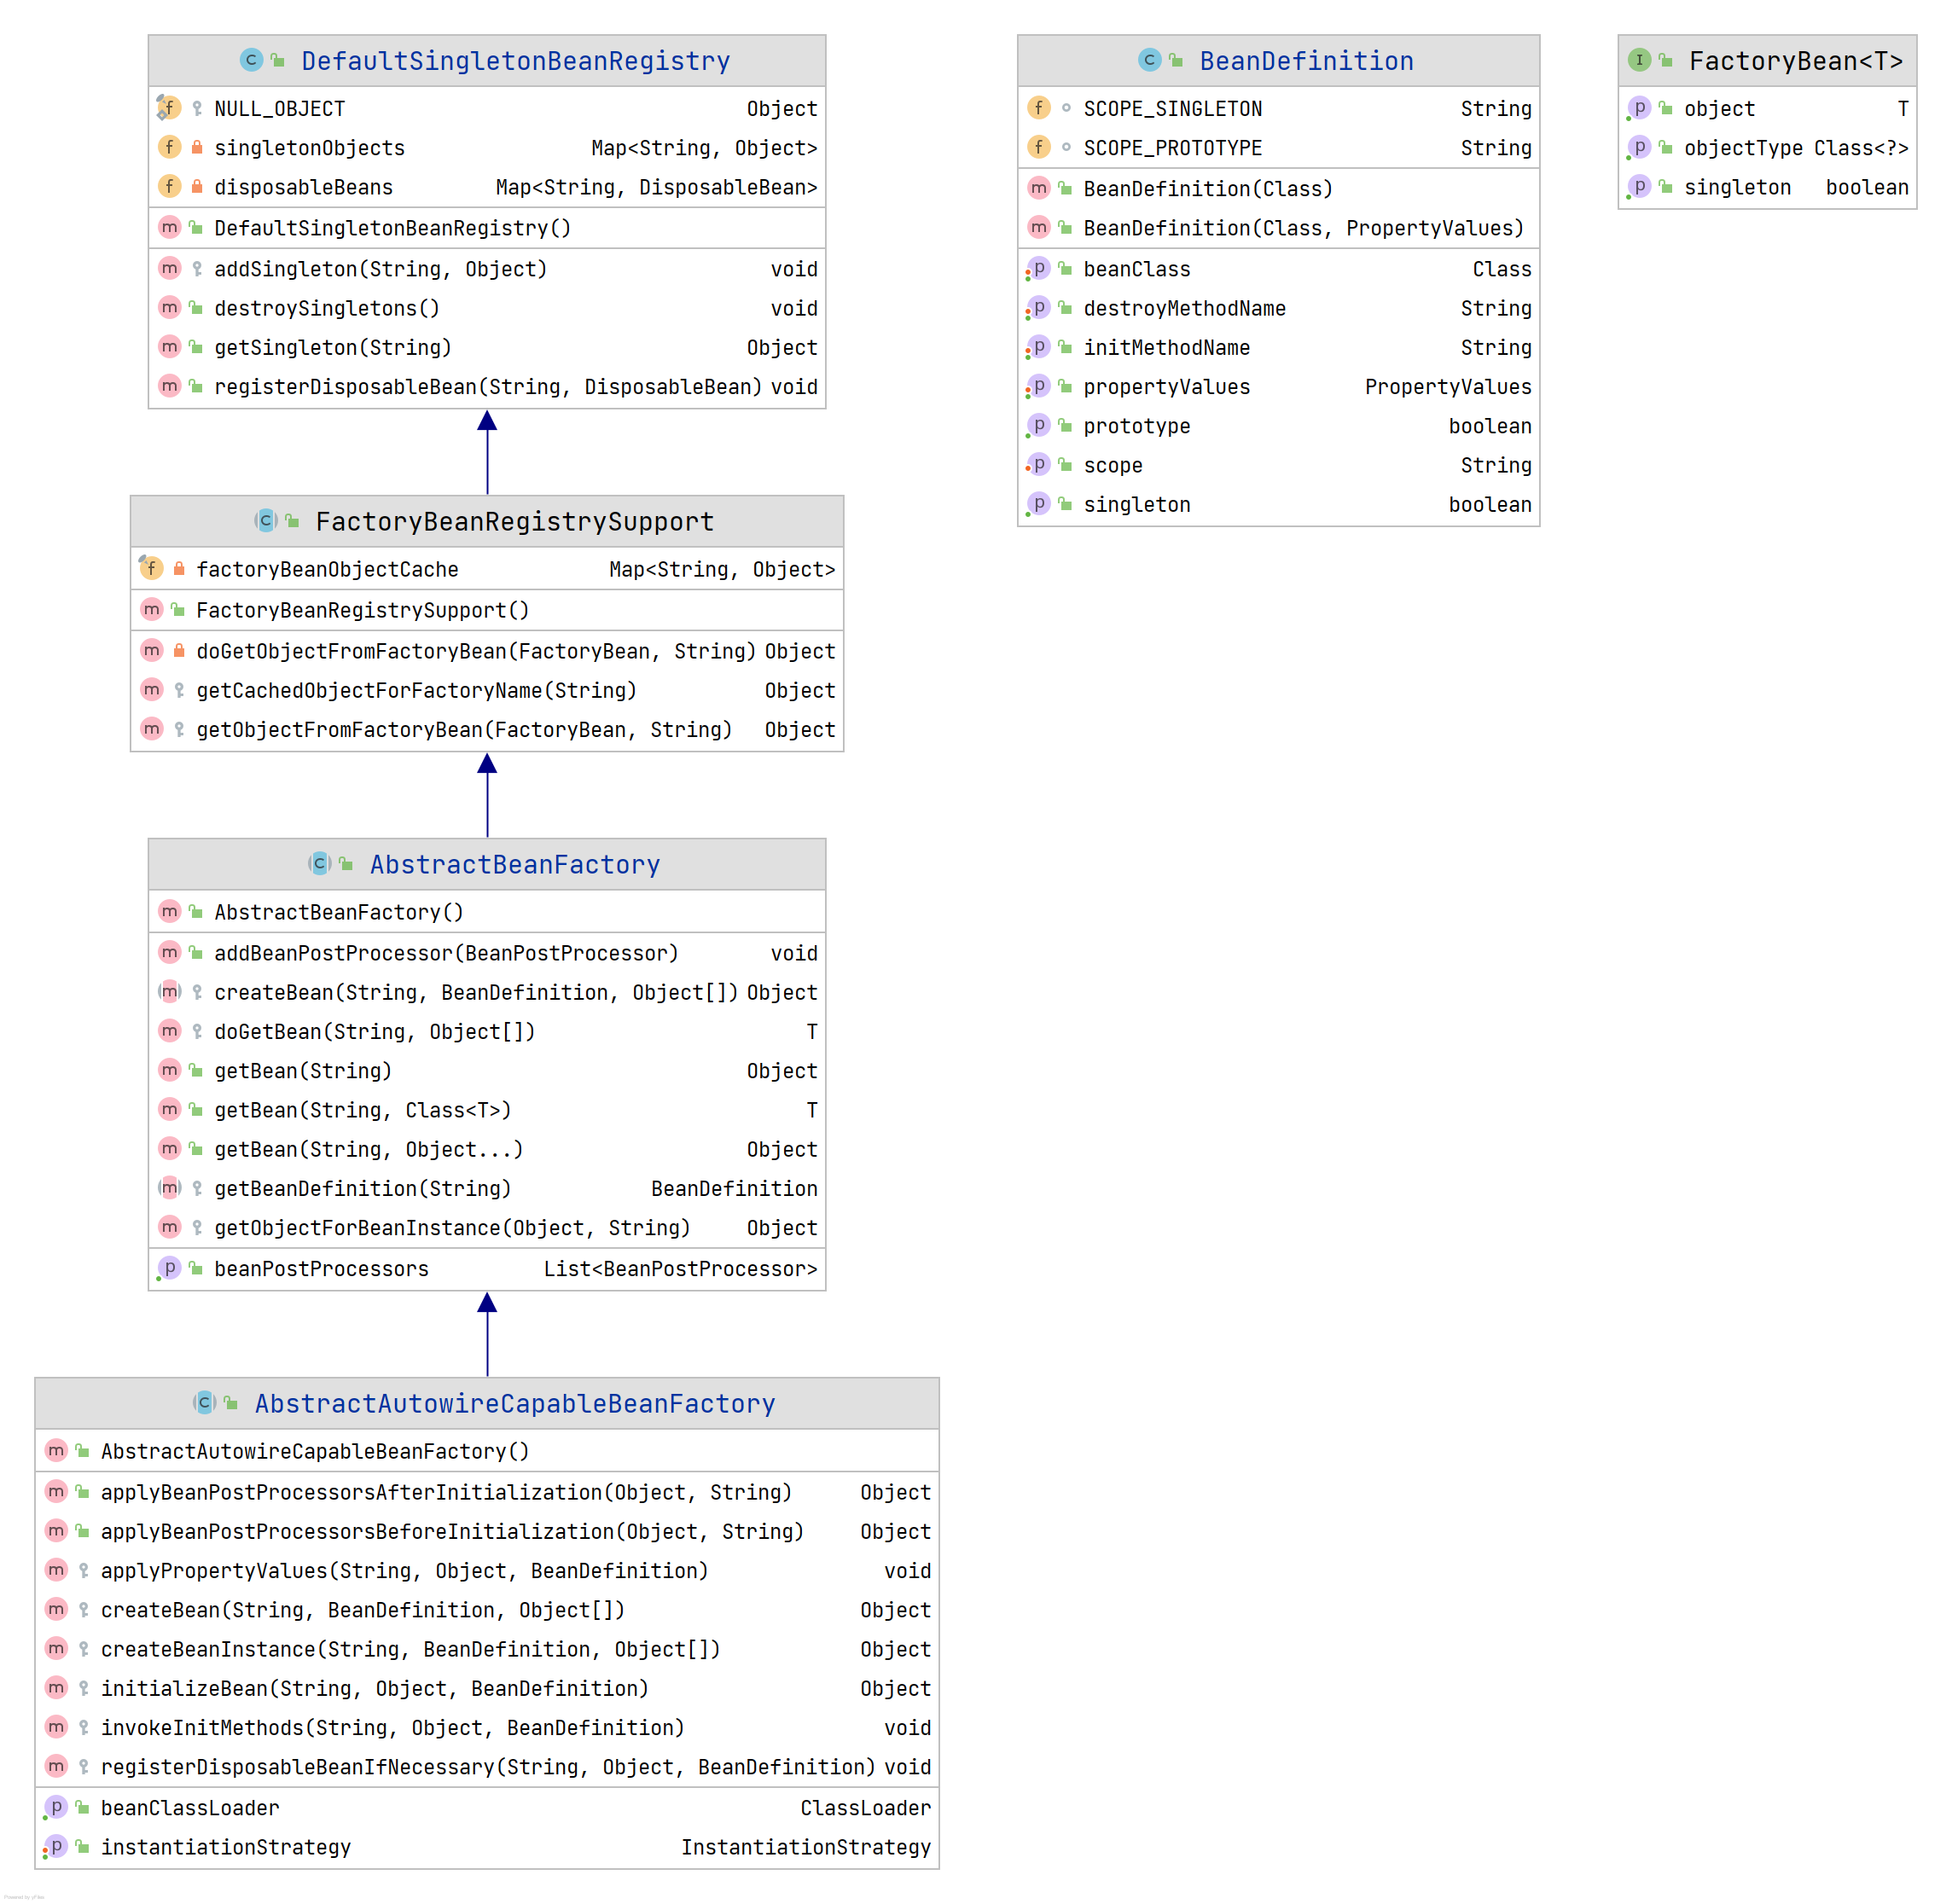 DefaultSingletonBeanRegistry
NULL_OBJECT Object
singletonObjects Map<String, Object>
disposableBeans Map<String, DisposableBean>
DefaultSingletonBeanRegistry()
addSingleton(String, Object) void
destroySingletons() void
getSingleton(String) Object
registerDisposableBean(String, DisposableBean) void
FactoryBeanRegistrySupport
factoryBeanObjectCache Map<String, Object>
FactoryBeanRegistrySupport()
doGetObjectFromFactoryBean(FactoryBean, String) Object
getCachedObjectForFactoryName(String) Object
getObjectFromFactoryBean(FactoryBean, String) Object
AbstractBeanFactory
AbstractBeanFactory()
addBeanPostProcessor(BeanPostProcessor) void
createBean(String, BeanDefinition, Object[]) Object
doGetBean(String, Object[]) T
getBean(String) Object
getBean(String, Class<T>) T
getBean(String, Object...) Object
getBeanDefinition(String) BeanDefinition
getObjectForBeanInstance(Object, String) Object
beanPostProcessors List<BeanPostProcessor>
AbstractAutowireCapableBeanFactory
AbstractAutowireCapableBeanFactory()
applyBeanPostProcessorsAfterInitialization(Object, String) Object
applyBeanPostProcessorsBeforeInitialization(Object, String) Object
applyPropertyValues(String, Object, BeanDefinition) void
createBean(String, BeanDefinition, Object[]) Object
createBeanInstance(String, BeanDefinition, Object[]) Object
initializeBean(String, Object, BeanDefinition) Object
invokeInitMethods(String, Object, BeanDefinition) void
registerDisposableBeanIfNecessary(String, Object, BeanDefinition) void
beanClassLoader ClassLoader
instantiationStrategy InstantiationStrategy
BeanDefinition
SCOPE_SINGLETON String
SCOPE_PROTOTYPE String
BeanDefinition(Class)
BeanDefinition(Class, PropertyValues)
beanClass Class
destroyMethodName String
initMethodName String
propertyValues PropertyValues
prototype boolean
scope String
singleton boolean
FactoryBean<T>
object T
objectType Class<?>
singleton boolean
Powered by yFiles